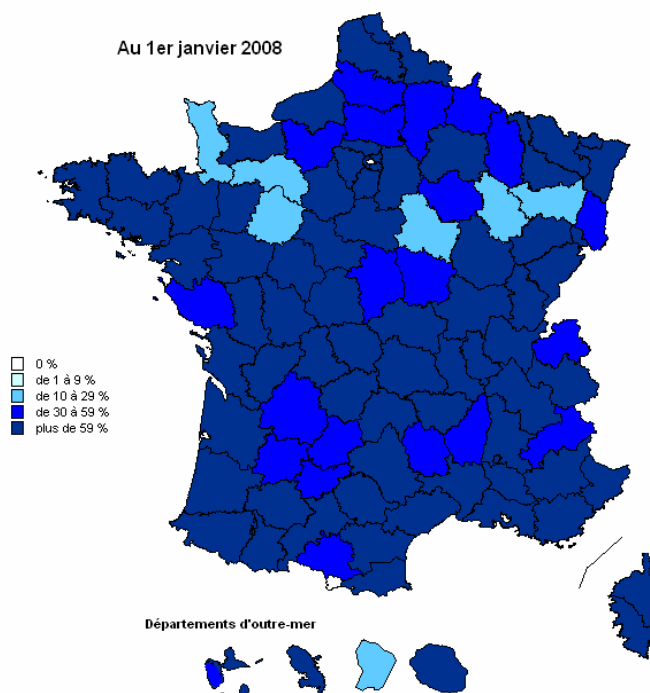 Au 1er janvier 2008
0 %
de 1 à 9 %
de 10 à 29 %
de 30 à 59 %
plus de 59 %
Départements d'outre-mer